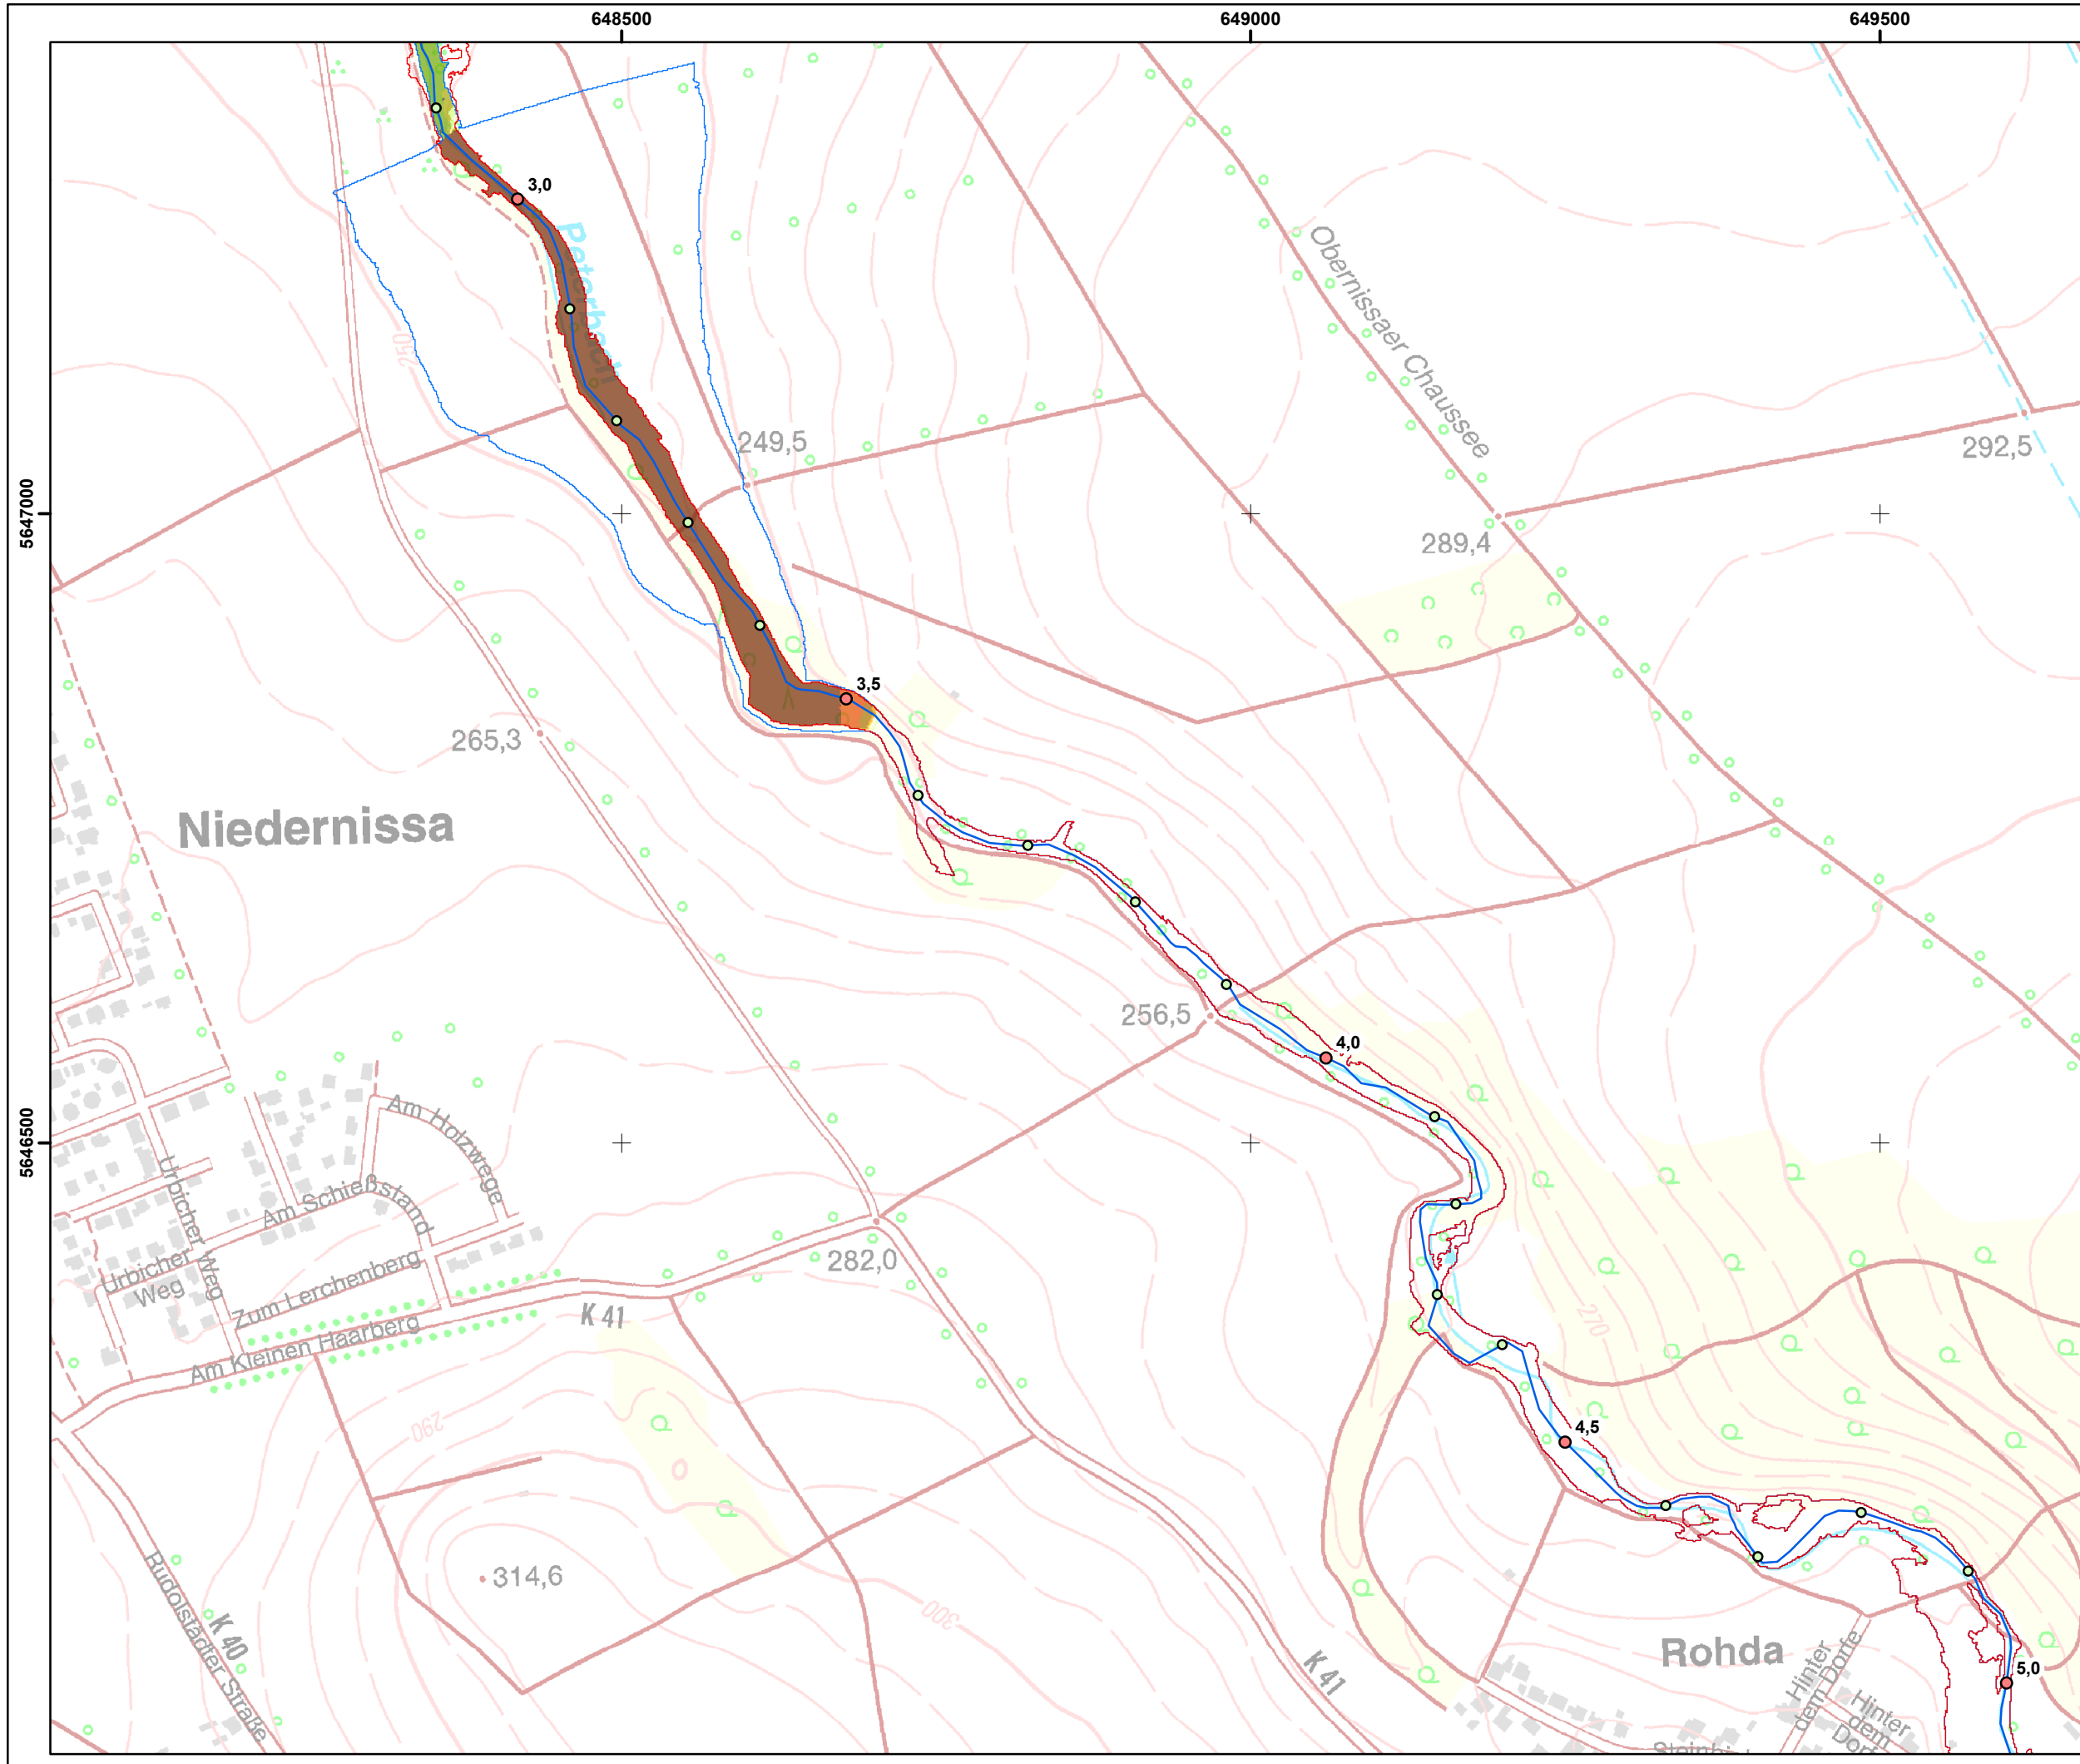 648500
649000
649500
3,0
Peterbach
Obernissaer Chaussee
250
249,5
292,5
5647000
289,4
3,5
265,3
Niedernissa
256,5
4,0
5646500
Am Holzwege
Am Schießstand
Urbicher Weg
282,0
Urbicher
Weg
Zum Lerchenberg
Am Kleinen Haarberg
K 41
270
290
4,5
314,6
300
K 40
Rudolstädter Straße
K 41
Rohda
Hinter
dem Dorfe
5,0
Hinter
dem